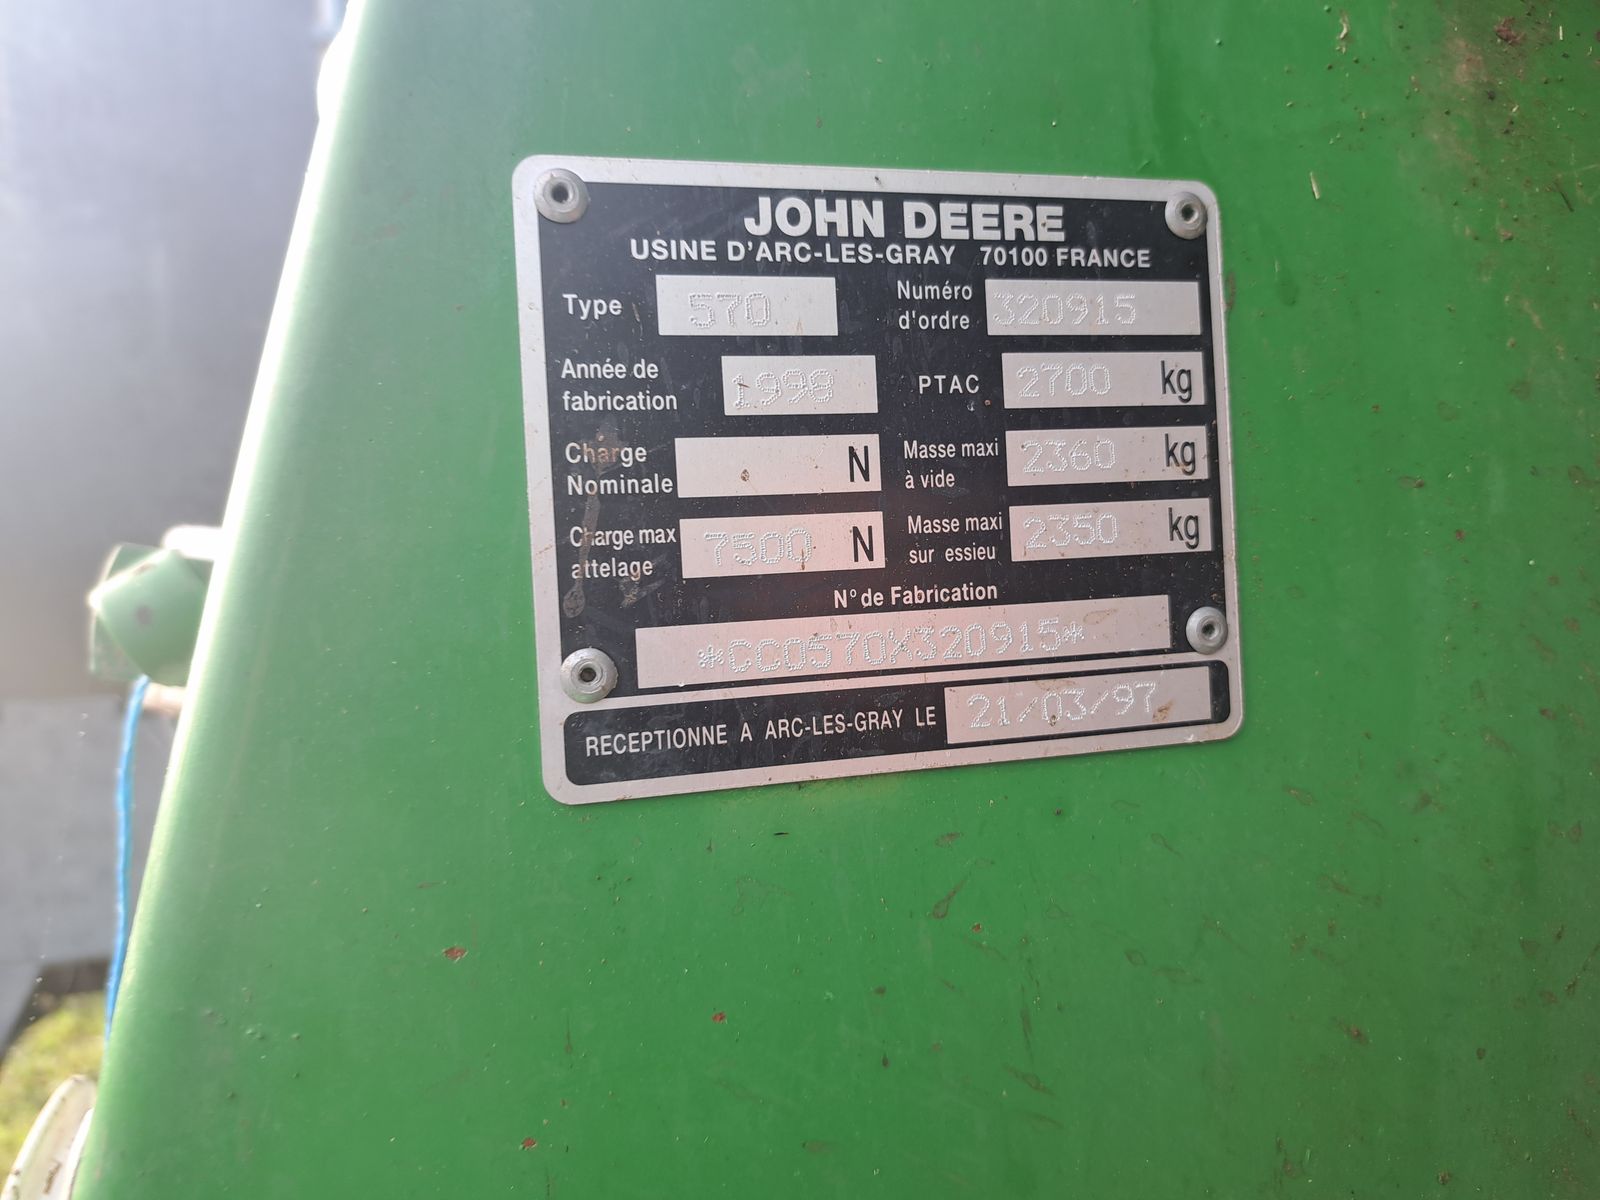 JOHN DEERE
USINE D'ARC-LES-GRAY 70100 FRANCE
Type 570
Numéro d'ordre 320915
Année de fabrication
PTAC 2700 kg
Charge Nominale N
Masse maxi à vide 2360 kg
Charge max attelage 7500 N
Masse maxi sur essieu 2350 kg
N° de Fabrication
*CC0570X320915*
RECEPTIONNE A ARC-LES-GRAY LE 21/03/97